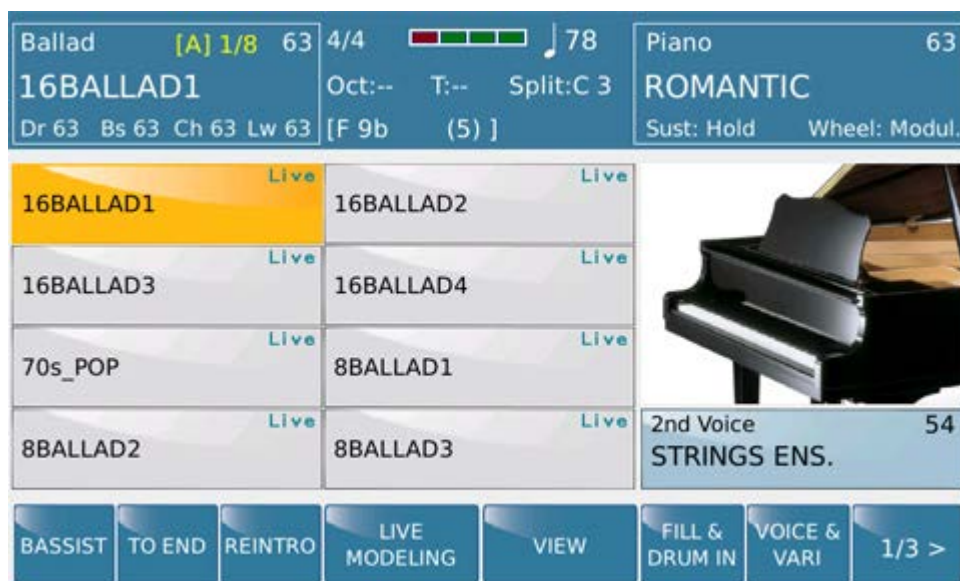 Ballad [A] 1/8 63
16BALLAD1
Dr 63 Bs 63 Ch 63 Lw 63
4/4 78
Oct:-- T:-- Split:C 3
[F 9b (5) ]
Piano 63
ROMANTIC
Sust: Hold Wheel: Modul.
Live
16BALLAD1
Live
16BALLAD2
Live
16BALLAD3
Live
16BALLAD4
Live
70s_POP
Live
8BALLAD1
Live
8BALLAD2
Live
8BALLAD3
2nd Voice 54
STRINGS ENS.
BASSIST
TO END
REINTRO
LIVE
MODELING
VIEW
FILL &
DRUM IN
VOICE &
VARI
1/3 >